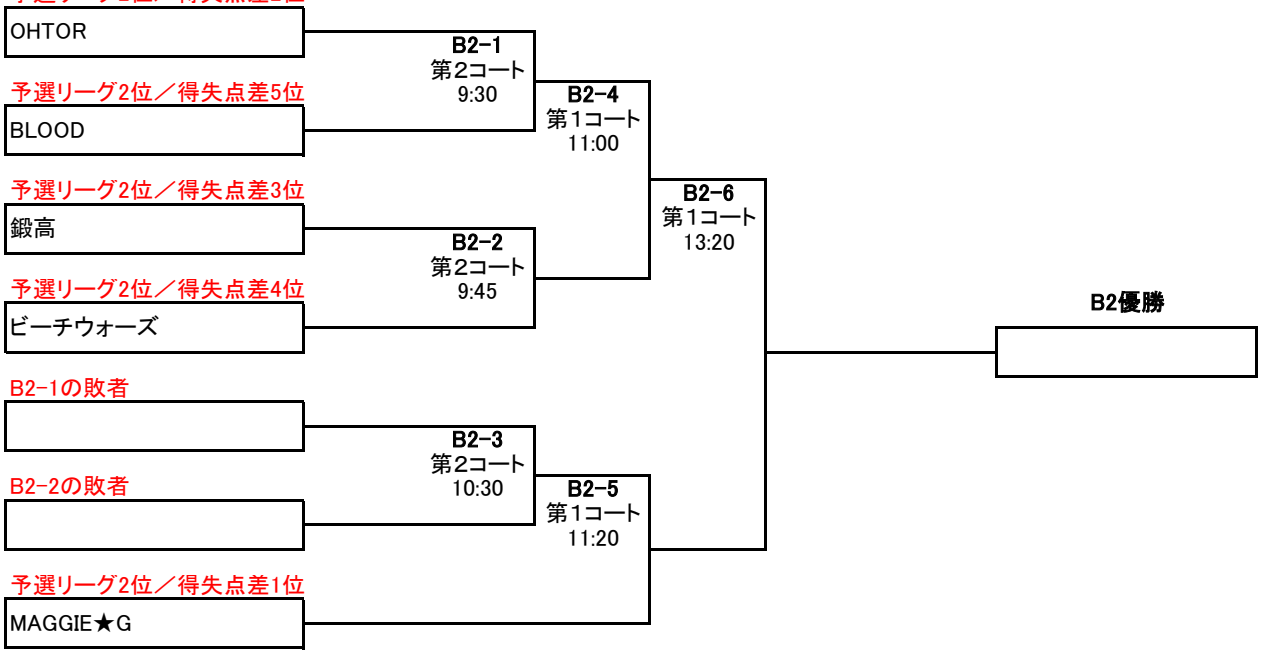 OHTOR
B2-1
第2コート
9:30
予選リーグ2位／得失点差5位
BLOOD
B2-4
第1コート
11:00
予選リーグ2位／得失点差3位
鍛高
B2-2
第2コート
9:45
B2-6
第1コート
13:20
予選リーグ2位／得失点差4位
ビーチウォーズ
B2優勝
B2-1の敗者
B2-3
第2コート
10:30
B2-2の敗者
B2-5
第1コート
11:20
予選リーグ2位／得失点差1位
MAGGIE★G